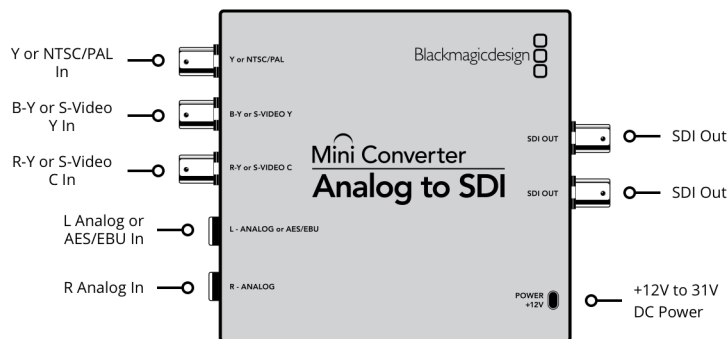 Y or NTSC/PAL
In
B-Y or S-Video
Y In
R-Y or S-Video
C In
L Analog or
AES/EBU In
R Analog In
Y or NTSC/PAL
B-Y or S-VIDEO Y
R-Y or S-VIDEO C
L - ANALOG or AES/EBU
R - ANALOG
Blackmagicdesign
Mini Converter
Analog to SDI
SDI OUT
SDI OUT
POWER
+12V
SDI Out
SDI Out
+12V to 31V
DC Power